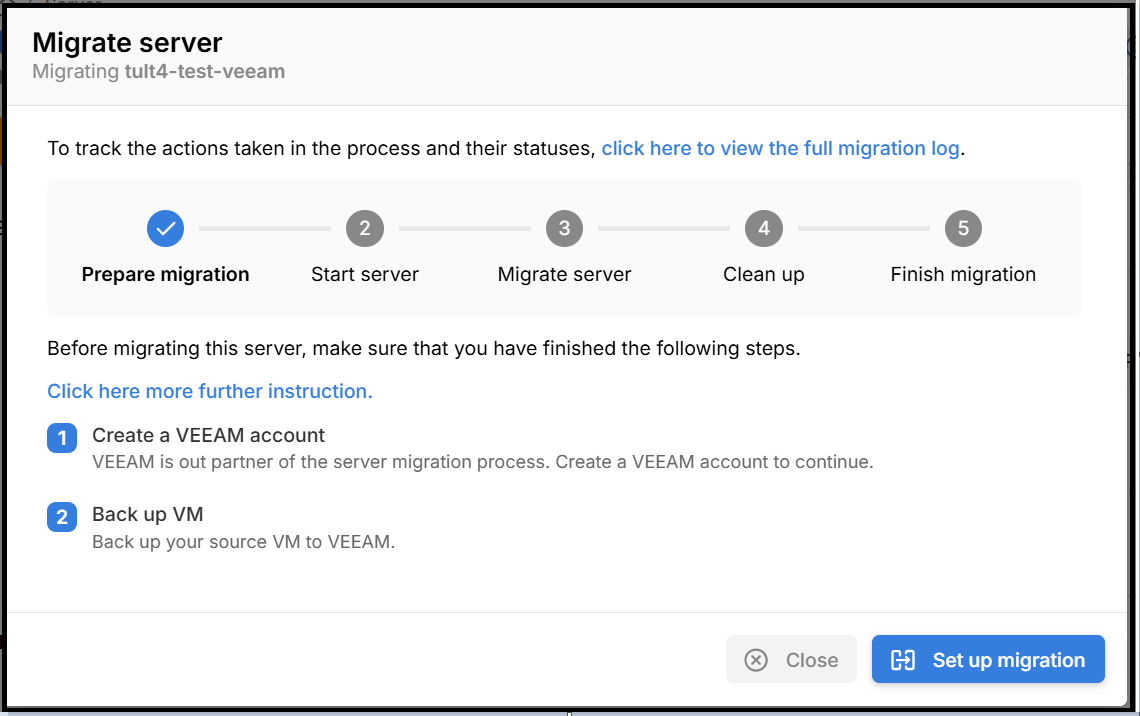 Migrate server
Migrating tult4-test-veeam
To track the actions taken in the process and their statuses, click here to view the full migration log.
2
3
4
5
Prepare migration
Start server
Migrate server
Clean up
Finish migration
Before migrating this server, make sure that you have finished the following steps.
Click here more further instruction.
1 Create a VEEAM account
VEEAM is out partner of the server migration process. Create a VEEAM account to continue.
2 Back up VM
Back up your source VM to VEEAM.
Close
Set up migration